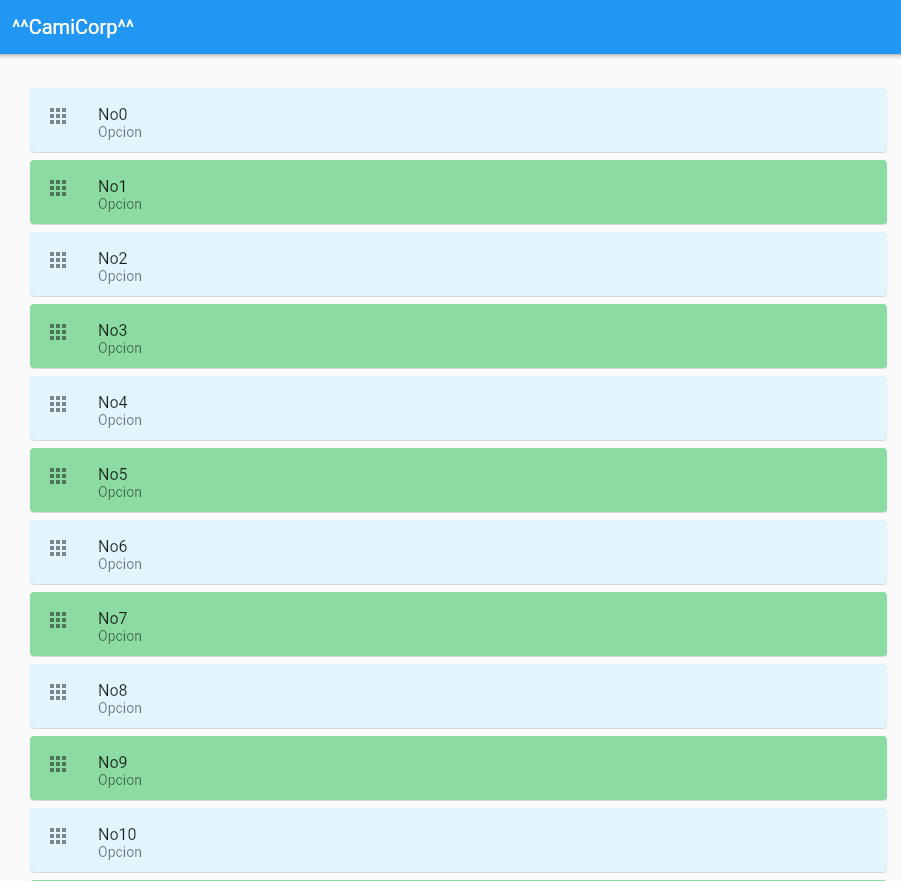 ^^CamiCorp^^
No0
Opcion
No1
Opcion
No2
Opcion
No3
Opcion
No4
Opcion
No5
Opcion
No6
Opcion
No7
Opcion
No8
Opcion
No9
Opcion
No10
Opcion